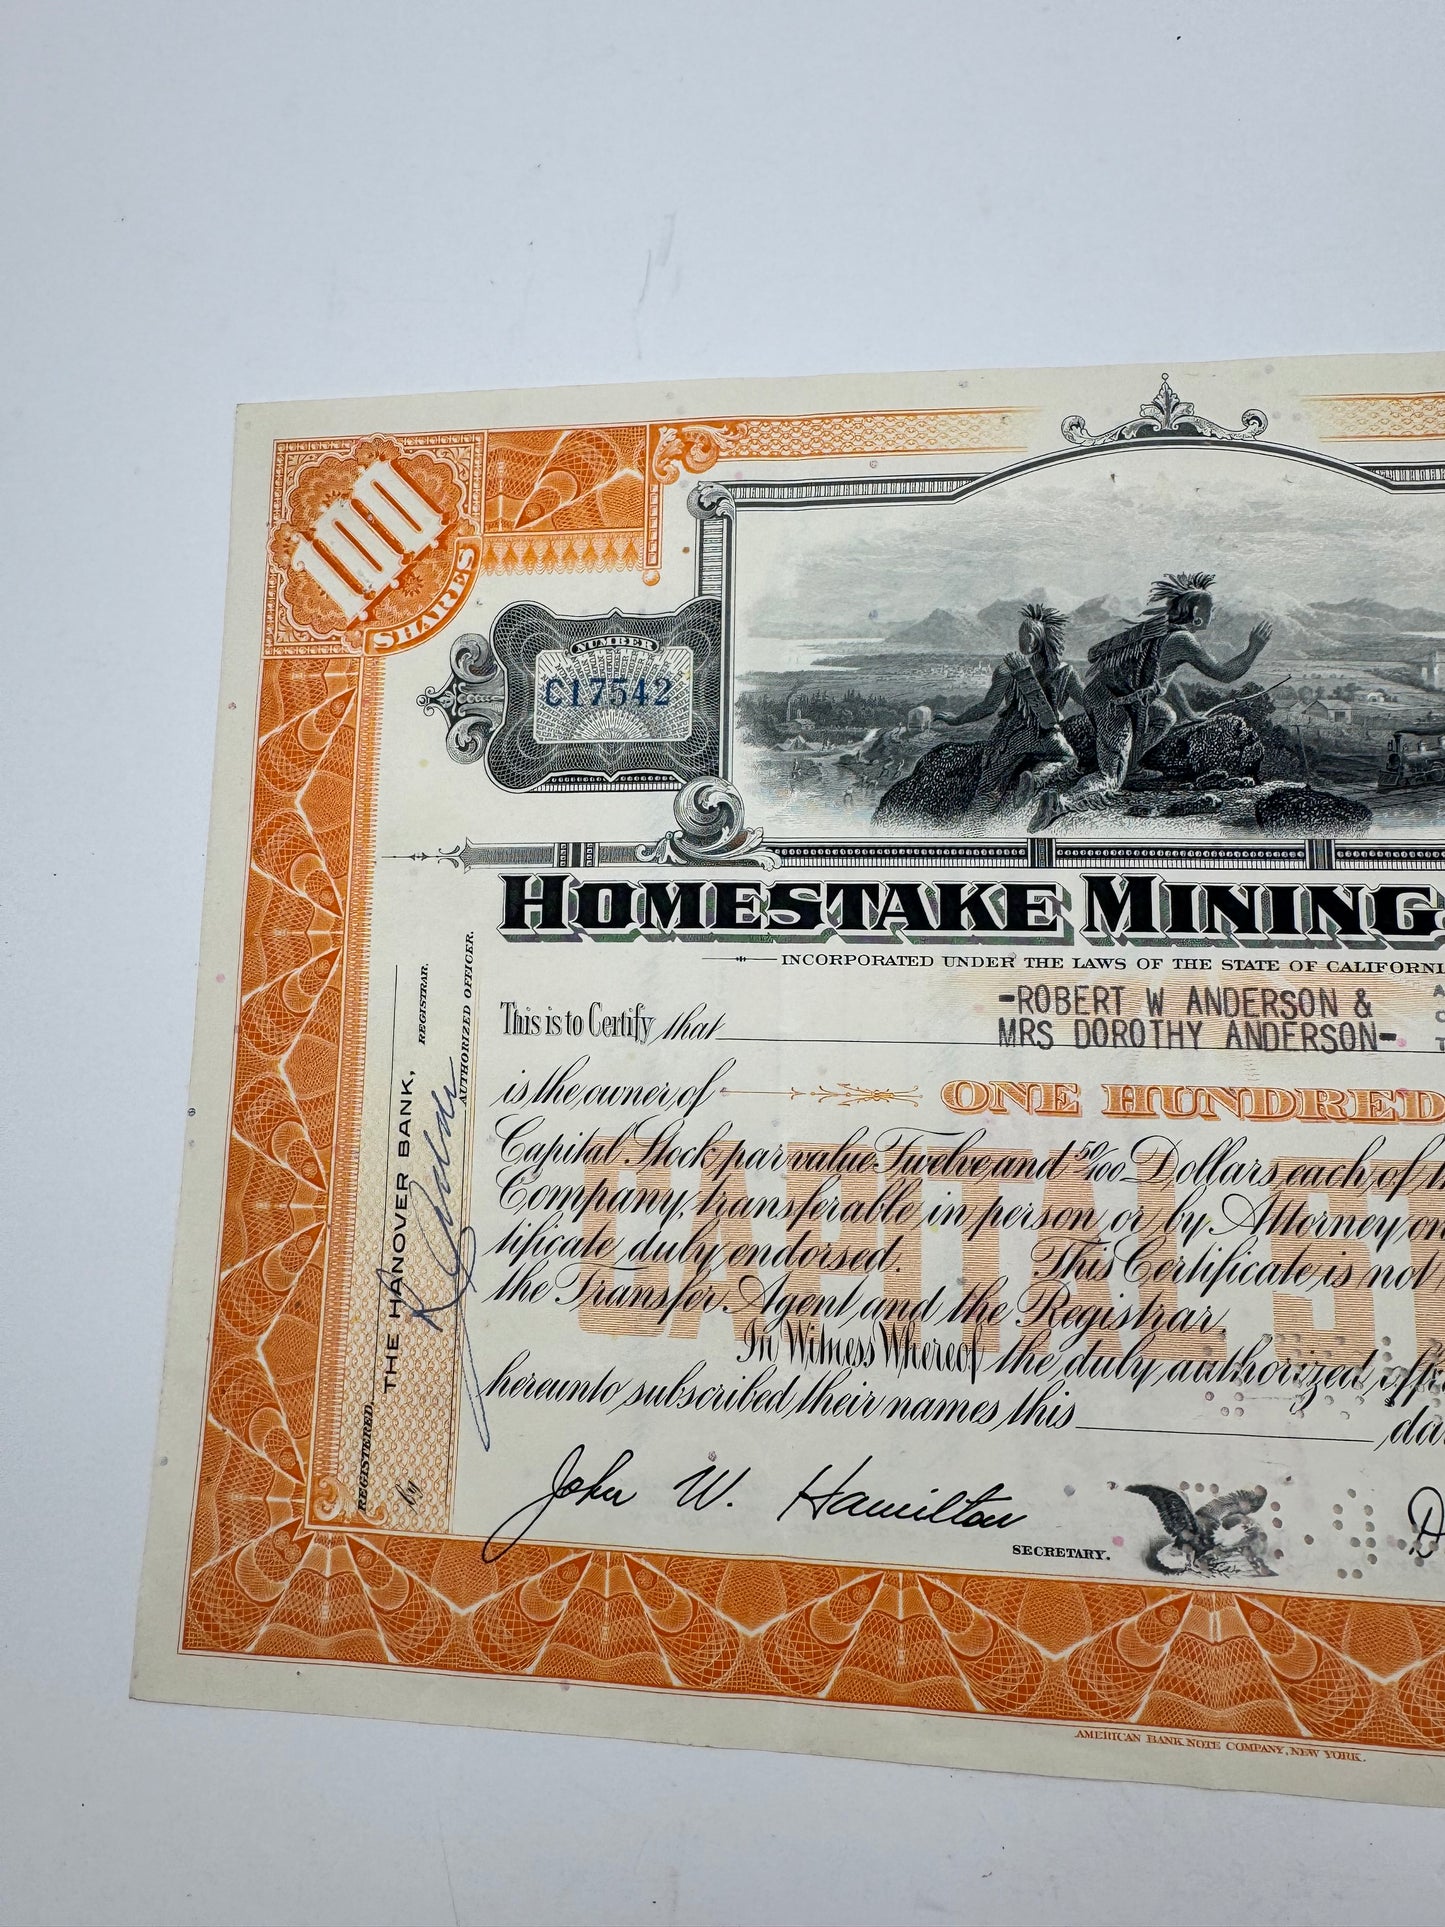 100
SHARES
NUMBER
C17542
HOMESTAKE MINING
INCORPORATED UNDER THE LAWS OF THE STATE OF CALIFORNI
This is to Certify that
-ROBERT W ANDERSON &
MRS DOROTHY ANDERSON-
is the owner of ONE HUNDRED
Capital Stock par value Twelve and 50/100 Dollars each of
Company, transferable in person or by Attorney on
tificate duly endorsed. This Certificate is not
the Transfer Agent and the Registrar.
In Witness Whereof the duly authorized
hereunto subscribed their names this
CAPITAL ST
John W. Hamilton
SECRETARY.
REGISTERED.
THE HANOVER BANK,
REGISTRAR.
by
AUTHORIZED OFFICER.
AMERICAN BANK NOTE COMPANY, NEW YORK.